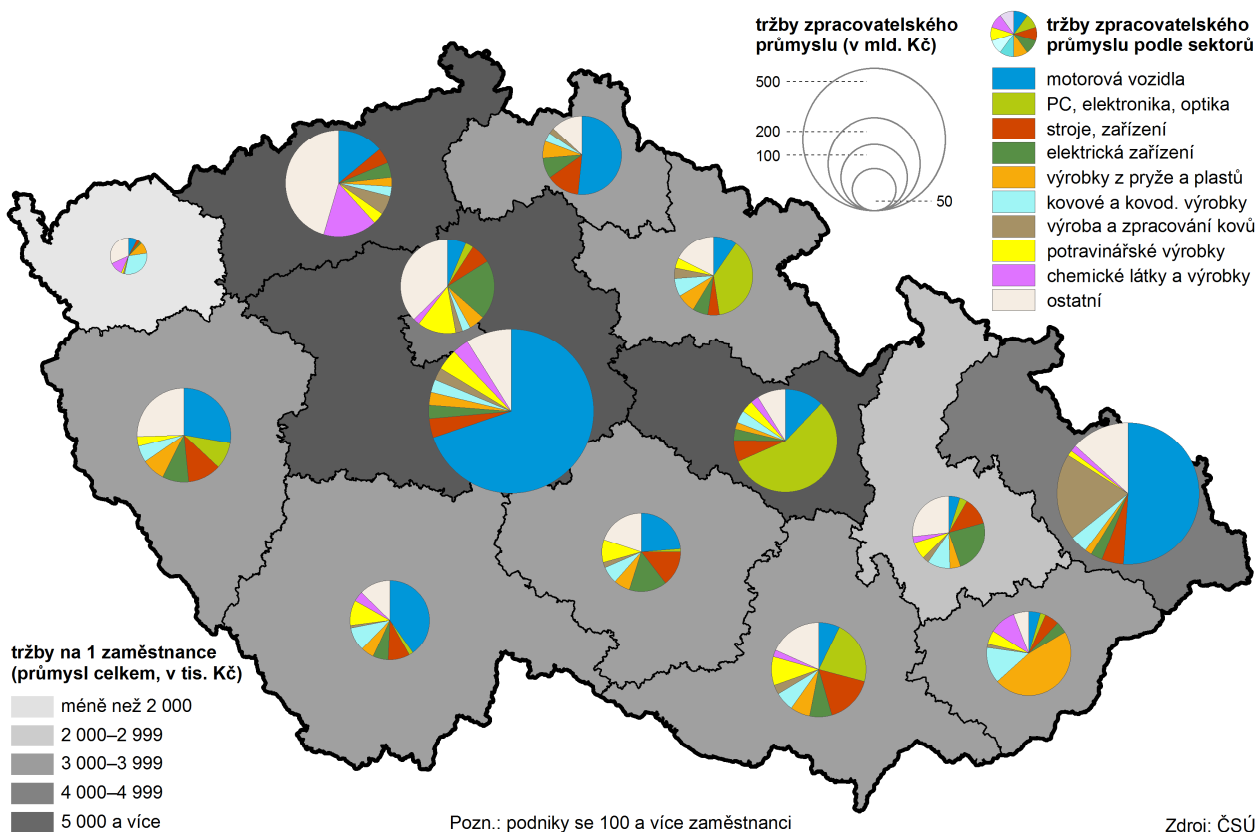 tržby zpracovatelského
průmyslu (v mld. Kč)
500
200
100
50
tržby zpracovatelského
průmyslu podle sektorů
motorová vozidla
PC, elektronika, optika
stroje, zařízení
elektrická zařízení
výrobky z pryže a plastů
kovové a kovod. výrobky
výroba a zpracování kovů
potravinářské výrobky
chemické látky a výrobky
ostatní
tržby na 1 zaměstnance
(průmysl celkem, v tis. Kč)
méně než 2 000
2 000–2 999
3 000–3 999
4 000–4 999
5 000 a více
Pozn.: podniky se 100 a více zaměstnanci
Zdroj: ČSÚ